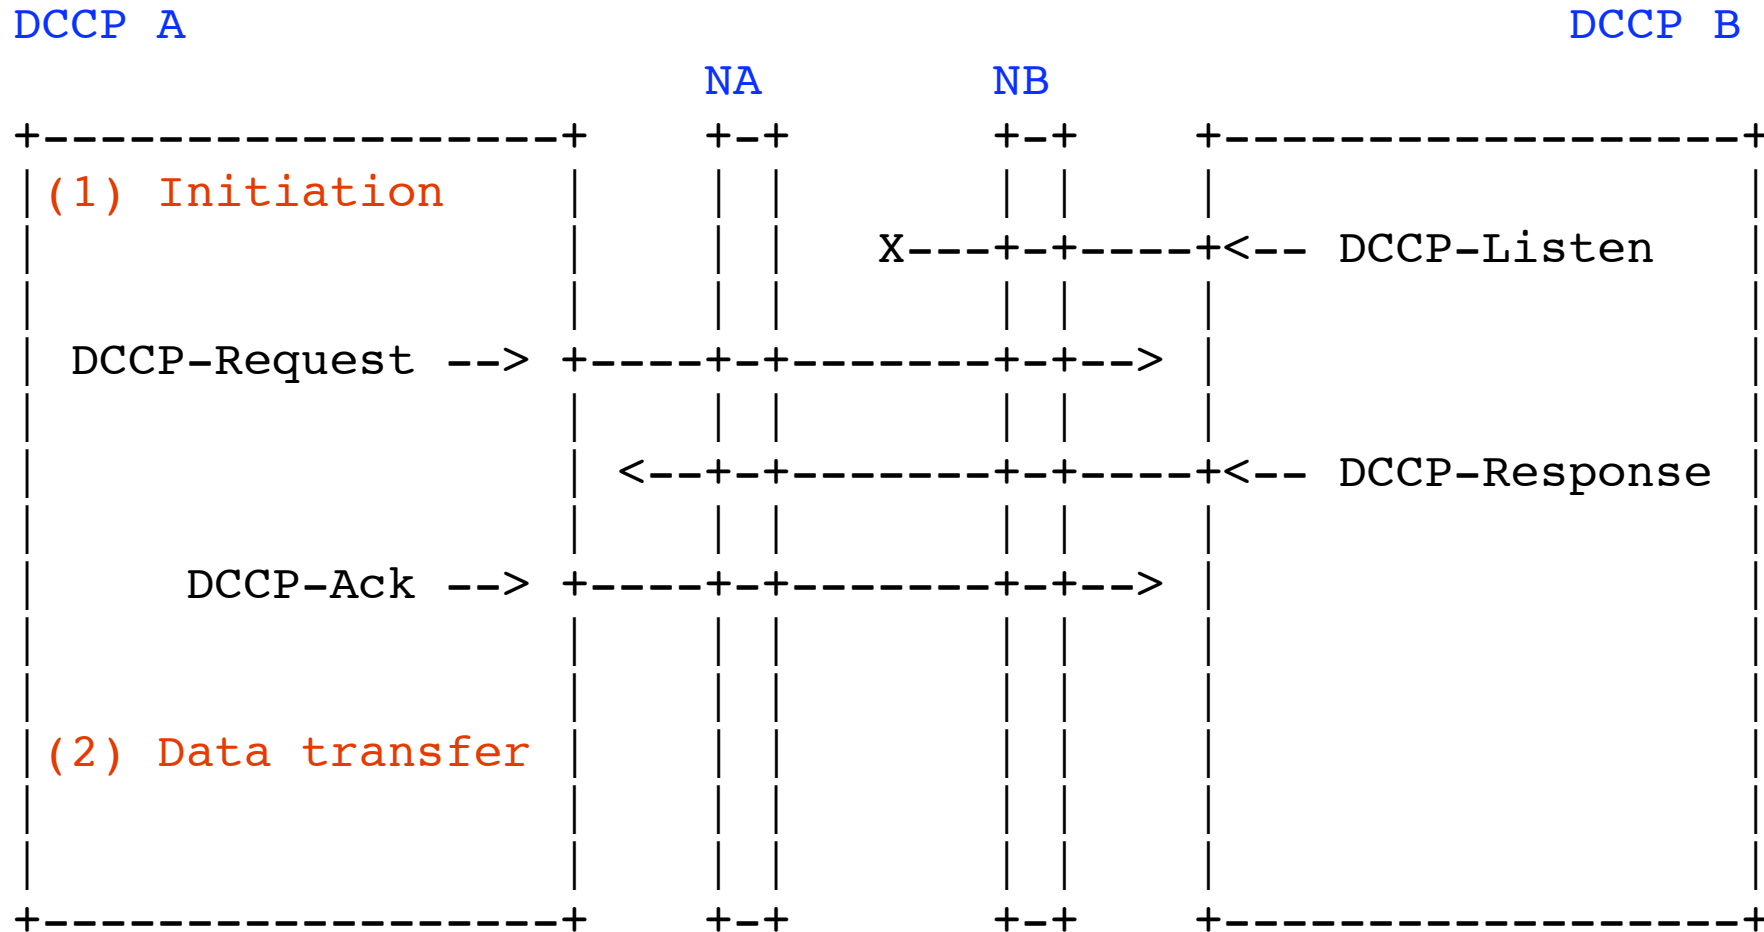 DCCP A                                                DCCP B
                        NA        NB
+------------------+    +-+       +-+    +------------------+
|(1) Initiation    |    | |       | |    |                  |
|                  |    | |   X---+-+----+<-- DCCP-Listen   |
|                  |    | |       | |    |                  |
| DCCP-Request --> +----+-+-------+-+--> |                  |
|                  |    | |       | |    |                  |
|                  | <--+-+-------+-+----+<-- DCCP-Response |
|                  |    | |       | |    |                  |
|     DCCP-Ack --> +----+-+-------+-+--> |                  |
|                  |    | |       | |    |                  |
|                  |    | |       | |    |                  |
|(2) Data transfer |    | |       | |    |                  |
|                  |    | |       | |    |                  |
|                  |    | |       | |    |                  |
+------------------+    +-+       +-+    +------------------+